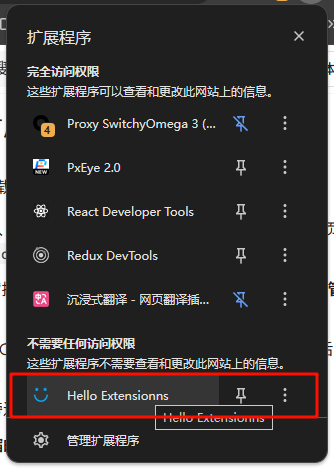 扩展程序
完全访问权限
这些扩展程序可以查看和更改此网站上的信息。
4
Proxy SwitchyOmega 3 (...
NEW
PxEye 2.0
React Developer Tools
Redux DevTools
沉浸式翻译 - 网页翻译插...
不需要任何访问权限
这些扩展程序不需要查看和更改此网站上的信息。
Hello Extensionns
Hello Extensionns
管理扩展程序